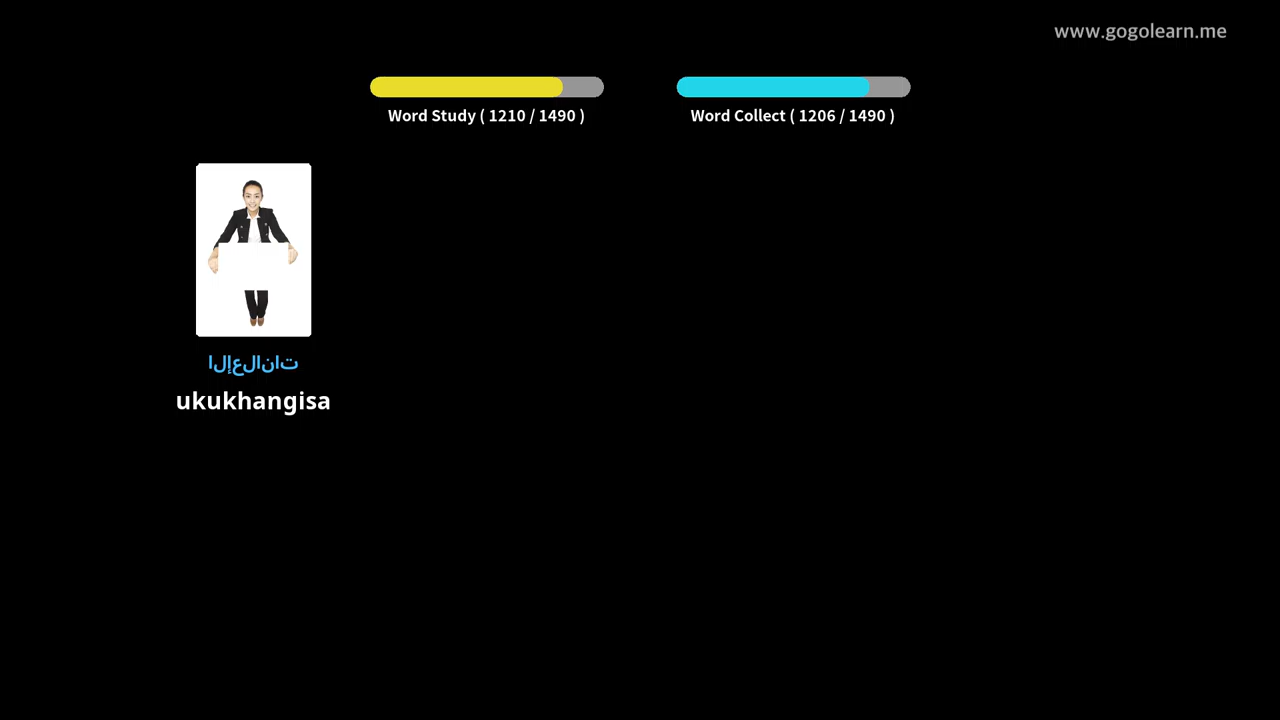 www.gogolearn.me
Word Study ( 1210 / 1490 )
Word Collect ( 1206 / 1490 )
الإعلانات
ukukhangisa